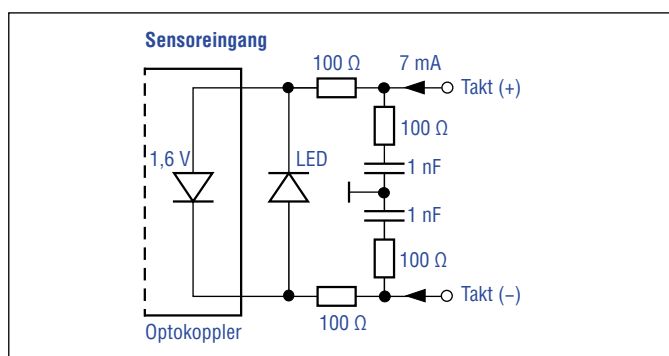 Sensoreingang
100 Ω
7 mA
Takt (+)
100 Ω
1,6 V
LED
1 nF
1 nF
100 Ω
Takt (–)
Optokoppler
100 Ω